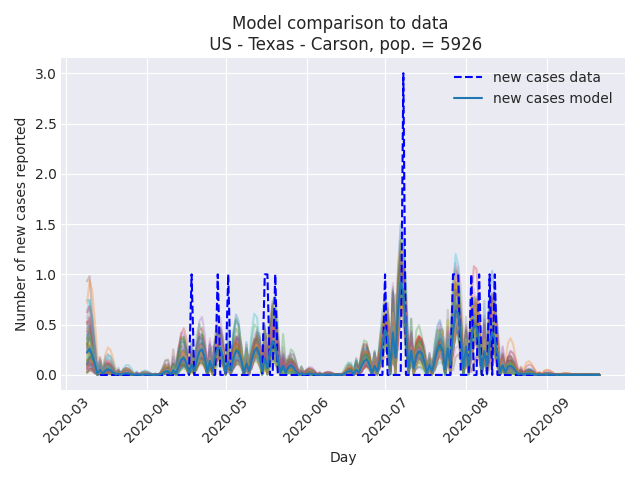 Model comparison to data
US - Texas - Carson, pop. = 5926
new cases data
new cases model
Number of new cases reported
3.0
2.5
2.0
1.5
1.0
0.5
0.0
2020-03
2020-04
2020-05
2020-06
2020-07
2020-08
2020-09
Day